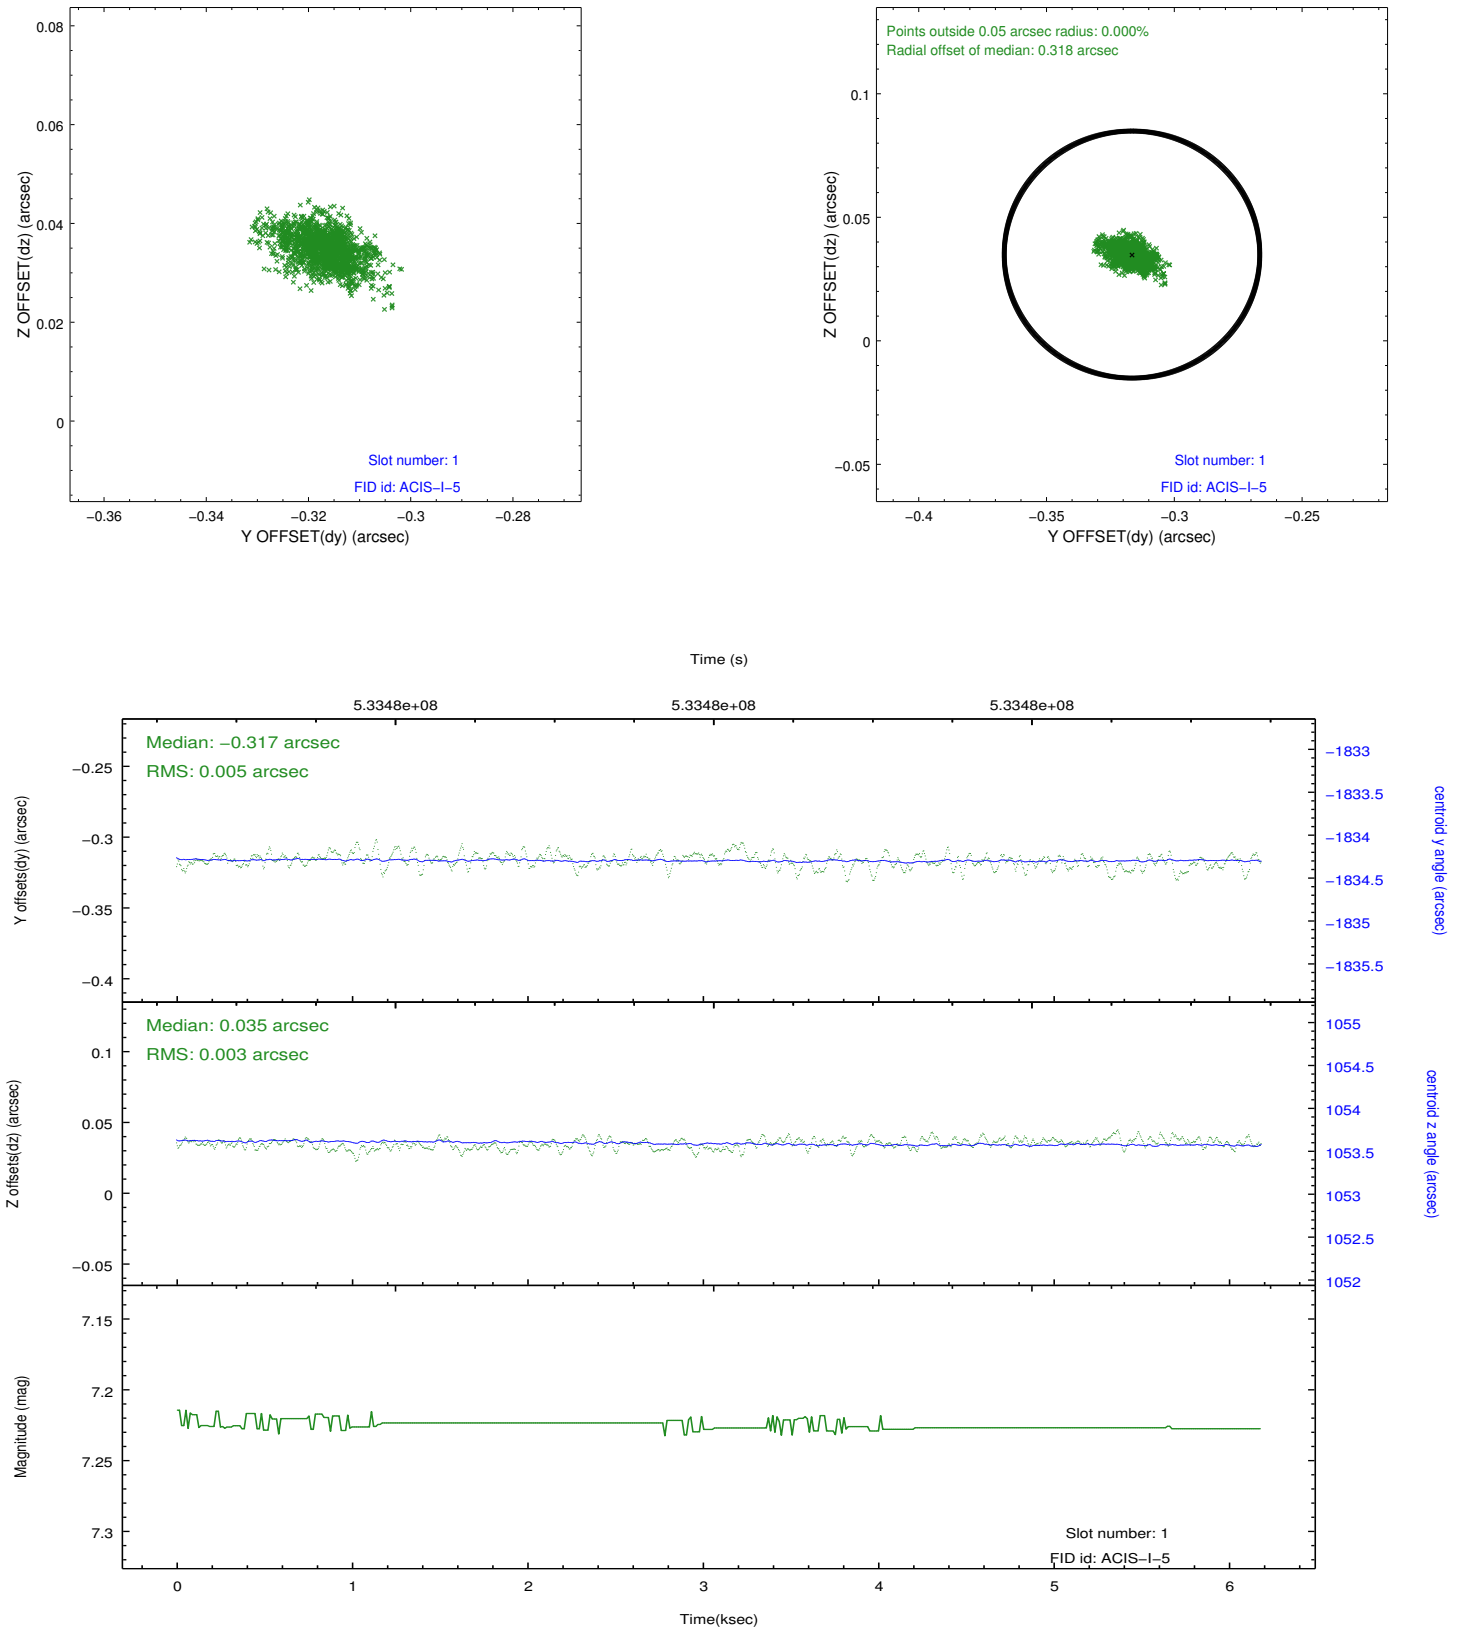 0.08
0.06
0.04
0.02
0
Z OFFSET(dz) (arcsec)
Slot number: 1
FID id: ACIS−I−5
−0.36
−0.34
−0.32
−0.3
−0.28
Y OFFSET(dy) (arcsec)
Points outside 0.05 arcsec radius: 0.000%
Radial offset of median: 0.318 arcsec
0.1
0.05
0
−0.05
Z OFFSET(dz) (arcsec)
Slot number: 1
FID id: ACIS−I−5
−0.4
−0.35
−0.3
−0.25
Y OFFSET(dy) (arcsec)
Time (s)
5.3348e+08
5.3348e+08
5.3348e+08
Median: −0.317 arcsec
RMS: 0.005 arcsec
−0.25
−0.3
−0.35
−0.4
Y offsets(dy) (arcsec)
−1833
−1833.5
−1834
−1834.5
−1835
−1835.5
centroid y angle (arcsec)
Median: 0.035 arcsec
RMS: 0.003 arcsec
0.1
0.05
0
−0.05
Z offsets(dz) (arcsec)
1055
1054.5
1054
1053.5
1053
1052.5
1052
centroid z angle (arcsec)
7.15
7.2
7.25
7.3
Magnitude (mag)
Slot number: 1
FID id: ACIS−I−5
0
1
2
3
4
5
6
Time(ksec)